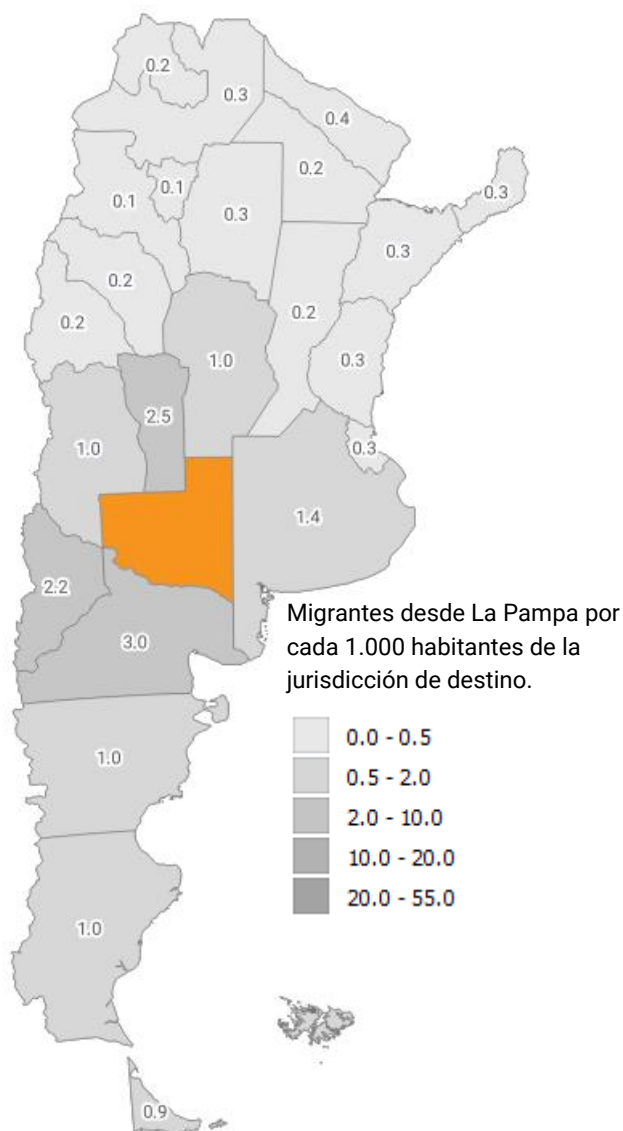 0.2
0.3
0.4
0.2
0.3
0.1
0.1
0.3
0.3
0.2
0.2
0.2
1.0
0.3
2.5
1.0
0.3
1.4
2.2
3.0
Migrantes desde La Pampa por
cada 1.000 habitantes de la
jurisdicción de destino.
0.0 - 0.5
0.5 - 2.0
2.0 - 10.0
10.0 - 20.0
20.0 - 55.0
1.0
1.0
0.9